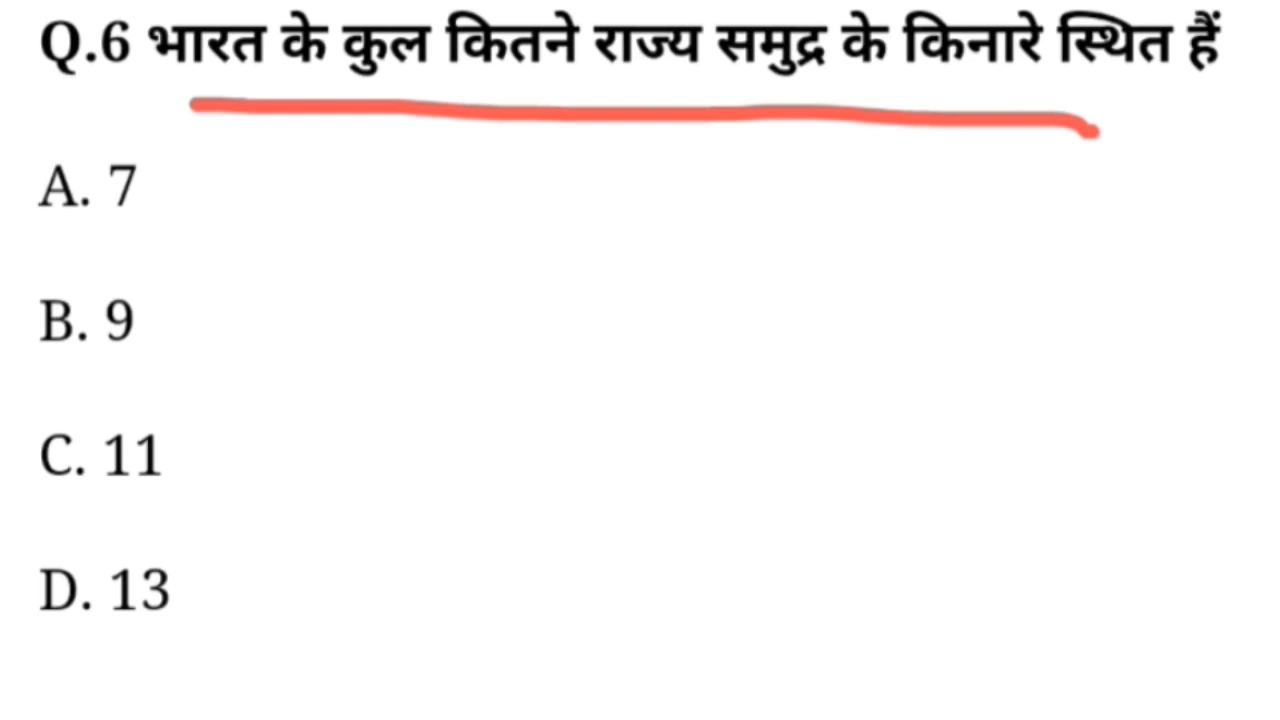 Q.6 भारत के कुल कितने राज्य समुद्र के किनारे स्थित हैं
A. 7
B. 9
C. 11
D. 13